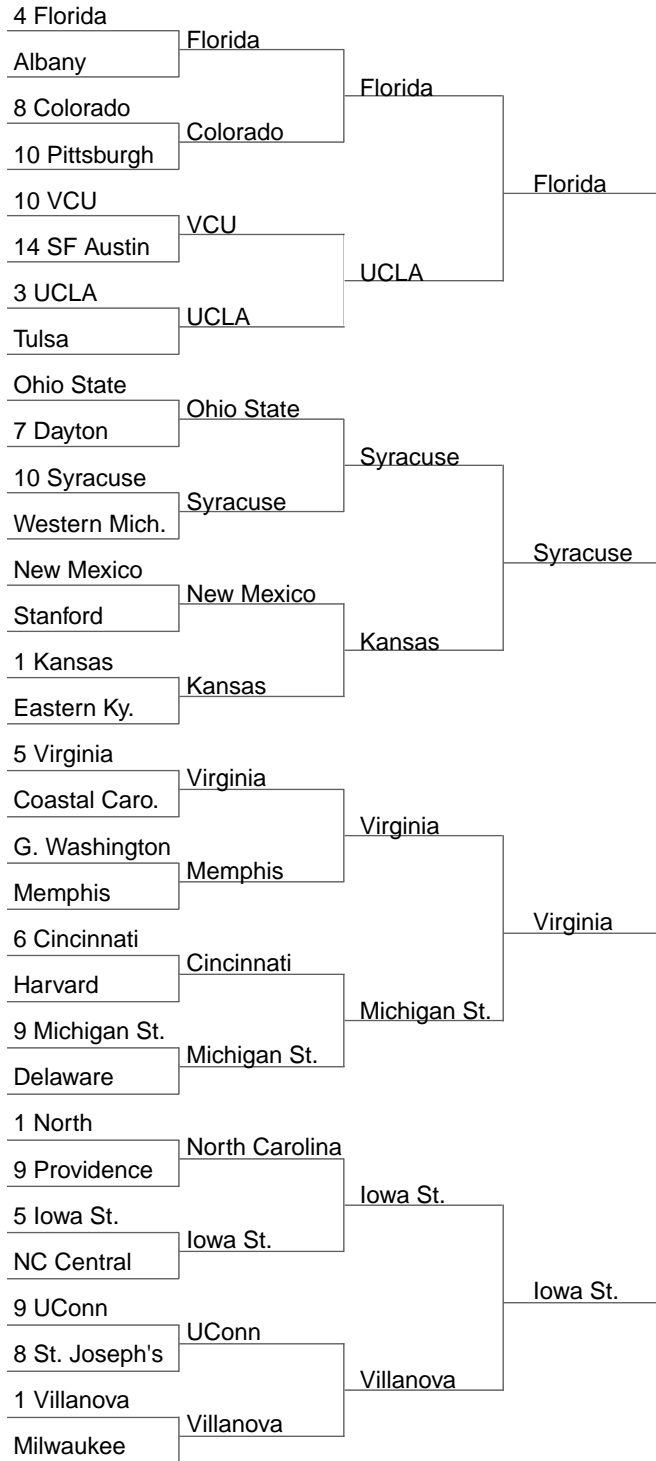 4 Florida
Albany
8 Colorado
10 Pittsburgh
10 VCU
14 SF Austin
3 UCLA
Tulsa
Ohio State
7 Dayton
10 Syracuse
Western Mich.
New Mexico
Stanford
1 Kansas
Eastern Ky.
5 Virginia
Coastal Caro.
G. Washington
Memphis
6 Cincinnati
Harvard
9 Michigan St.
Delaware
1 North
9 Providence
5 Iowa St.
NC Central
9 UConn
8 St. Joseph's
1 Villanova
Milwaukee
Florida
Colorado
VCU
UCLA
Ohio State
Syracuse
New Mexico
Kansas
Virginia
Memphis
Cincinnati
Michigan St.
North Carolina
Iowa St.
UConn
Villanova
Florida
UCLA
Syracuse
Kansas
Virginia
Michigan St.
Iowa St.
Villanova
Florida
Syracuse
Virginia
Iowa St.